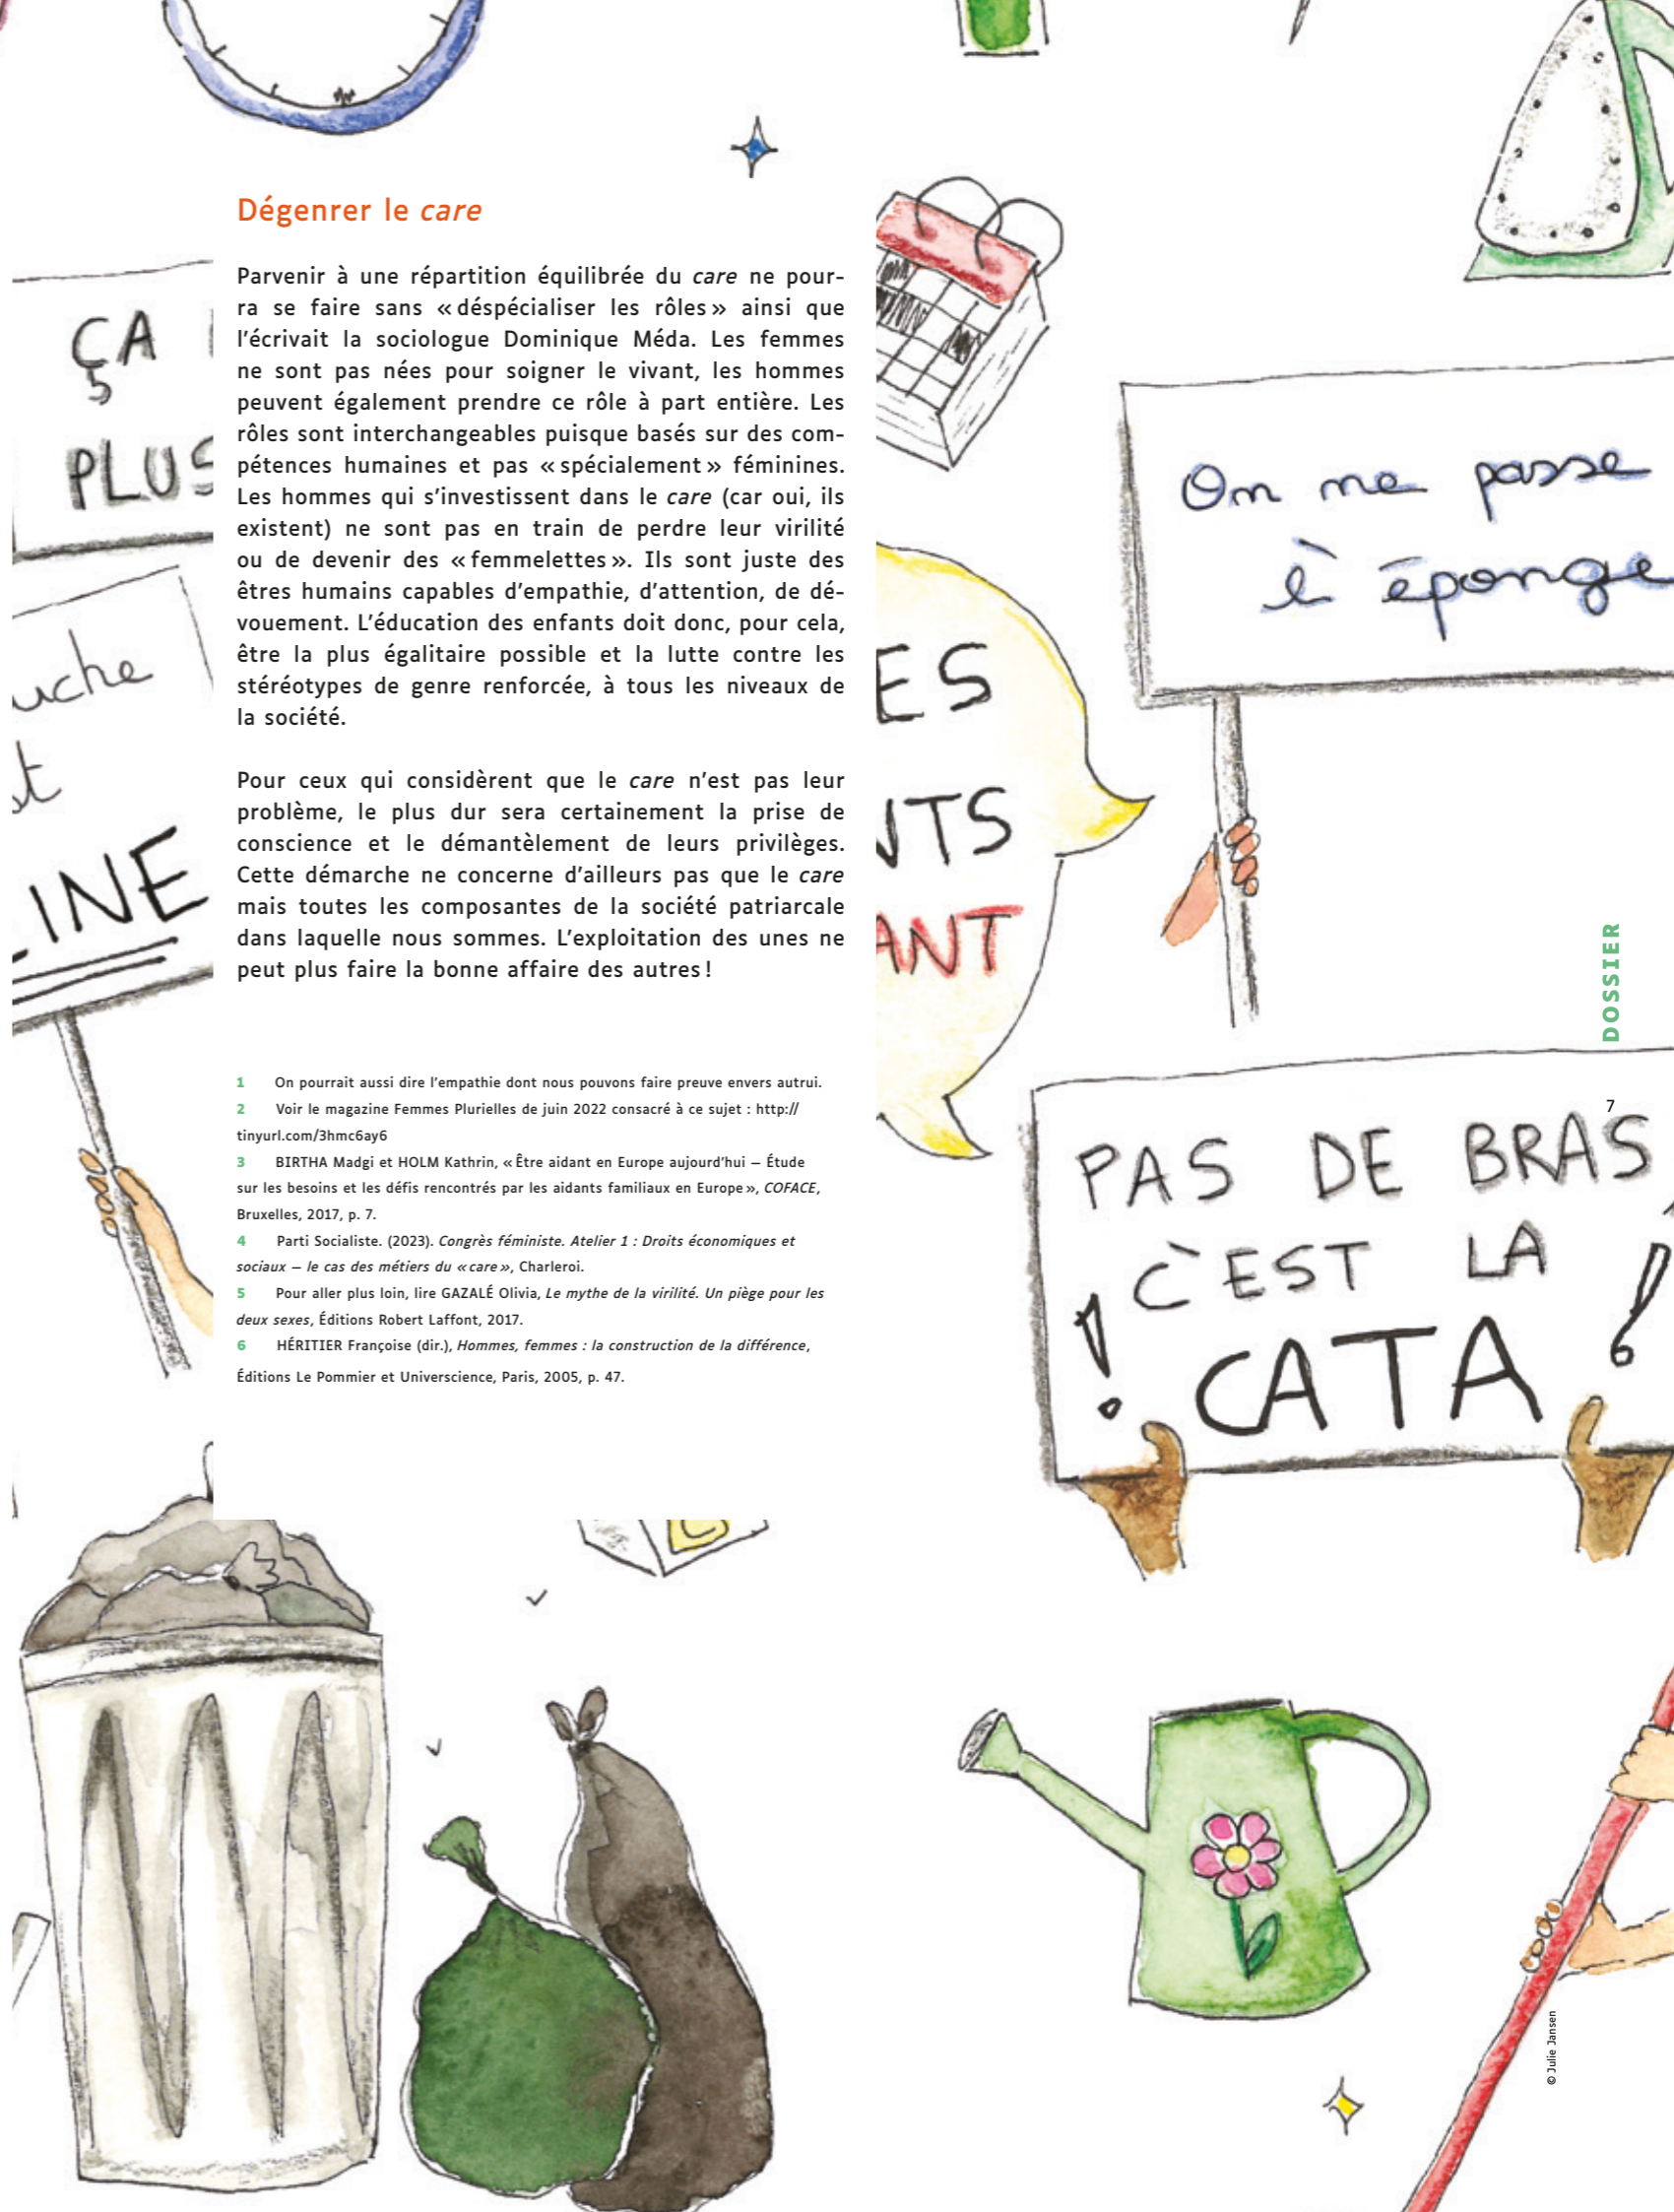 Dégenrer le care
Parvenir à une répartition équilibrée du care ne pour-
ra se faire sans « déspécialiser les rôles » ainsi que
l'écrivait la sociologue Dominique Méda. Les femmes
ne sont pas nées pour soigner le vivant, les hommes
peuvent également prendre ce rôle à part entière. Les
rôles sont interchangeables puisque basés sur des com-
pétences humaines et pas « spécialement » féminines.
Les hommes qui s'investissent dans le care (car oui, ils
existent) ne sont pas en train de perdre leur virilité
ou de devenir des « femmelettes ». Ils sont juste des
êtres humains capables d'empathie, d'attention, de dé-
vouement. L'éducation des enfants doit donc, pour cela,
être la plus égalitaire possible et la lutte contre les
stéréotypes de genre renforcée, à tous les niveaux de
la société.
Pour ceux qui considèrent que le care n'est pas leur
problème, le plus dur sera certainement la prise de
conscience et le démantèlement de leurs privilèges.
Cette démarche ne concerne d'ailleurs pas que le care
mais toutes les composantes de la société patriarcale
dans laquelle nous sommes. L'exploitation des unes ne
peut plus faire la bonne affaire des autres !
1 On pourrait aussi dire l'empathie dont nous pouvons faire preuve envers autrui.
2 Voir le magazine Femmes Plurielles de juin 2022 consacré à ce sujet : http://
tinyurl.com/3hmc6ay6
3 BIRTHA Madgi et HOLM Kathrin, « Être aidant en Europe aujourd'hui – Étude
sur les besoins et les défis rencontrés par les aidants familiaux en Europe », COFACE,
Bruxelles, 2017, p. 7.
4 Parti Socialiste. (2023). Congrès féministe. Atelier 1 : Droits économiques et
sociaux – le cas des métiers du « care », Charleroi.
5 Pour aller plus loin, lire GAZALÉ Olivia, Le mythe de la virilité. Un piège pour les
deux sexes, Éditions Robert Laffont, 2017.
6 HÉRITIER Françoise (dir.), Hommes, femmes : la construction de la différence,
Éditions Le Pommier et Universcience, Paris, 2005, p. 47.
ÇA
PLUS
uche
st
LINE
On me passe
l'éponge
ES
NTS
ANT
DOSSIER
7
PAS DE BRAS,
C'EST LA
! CATA !
© Julie Jansen